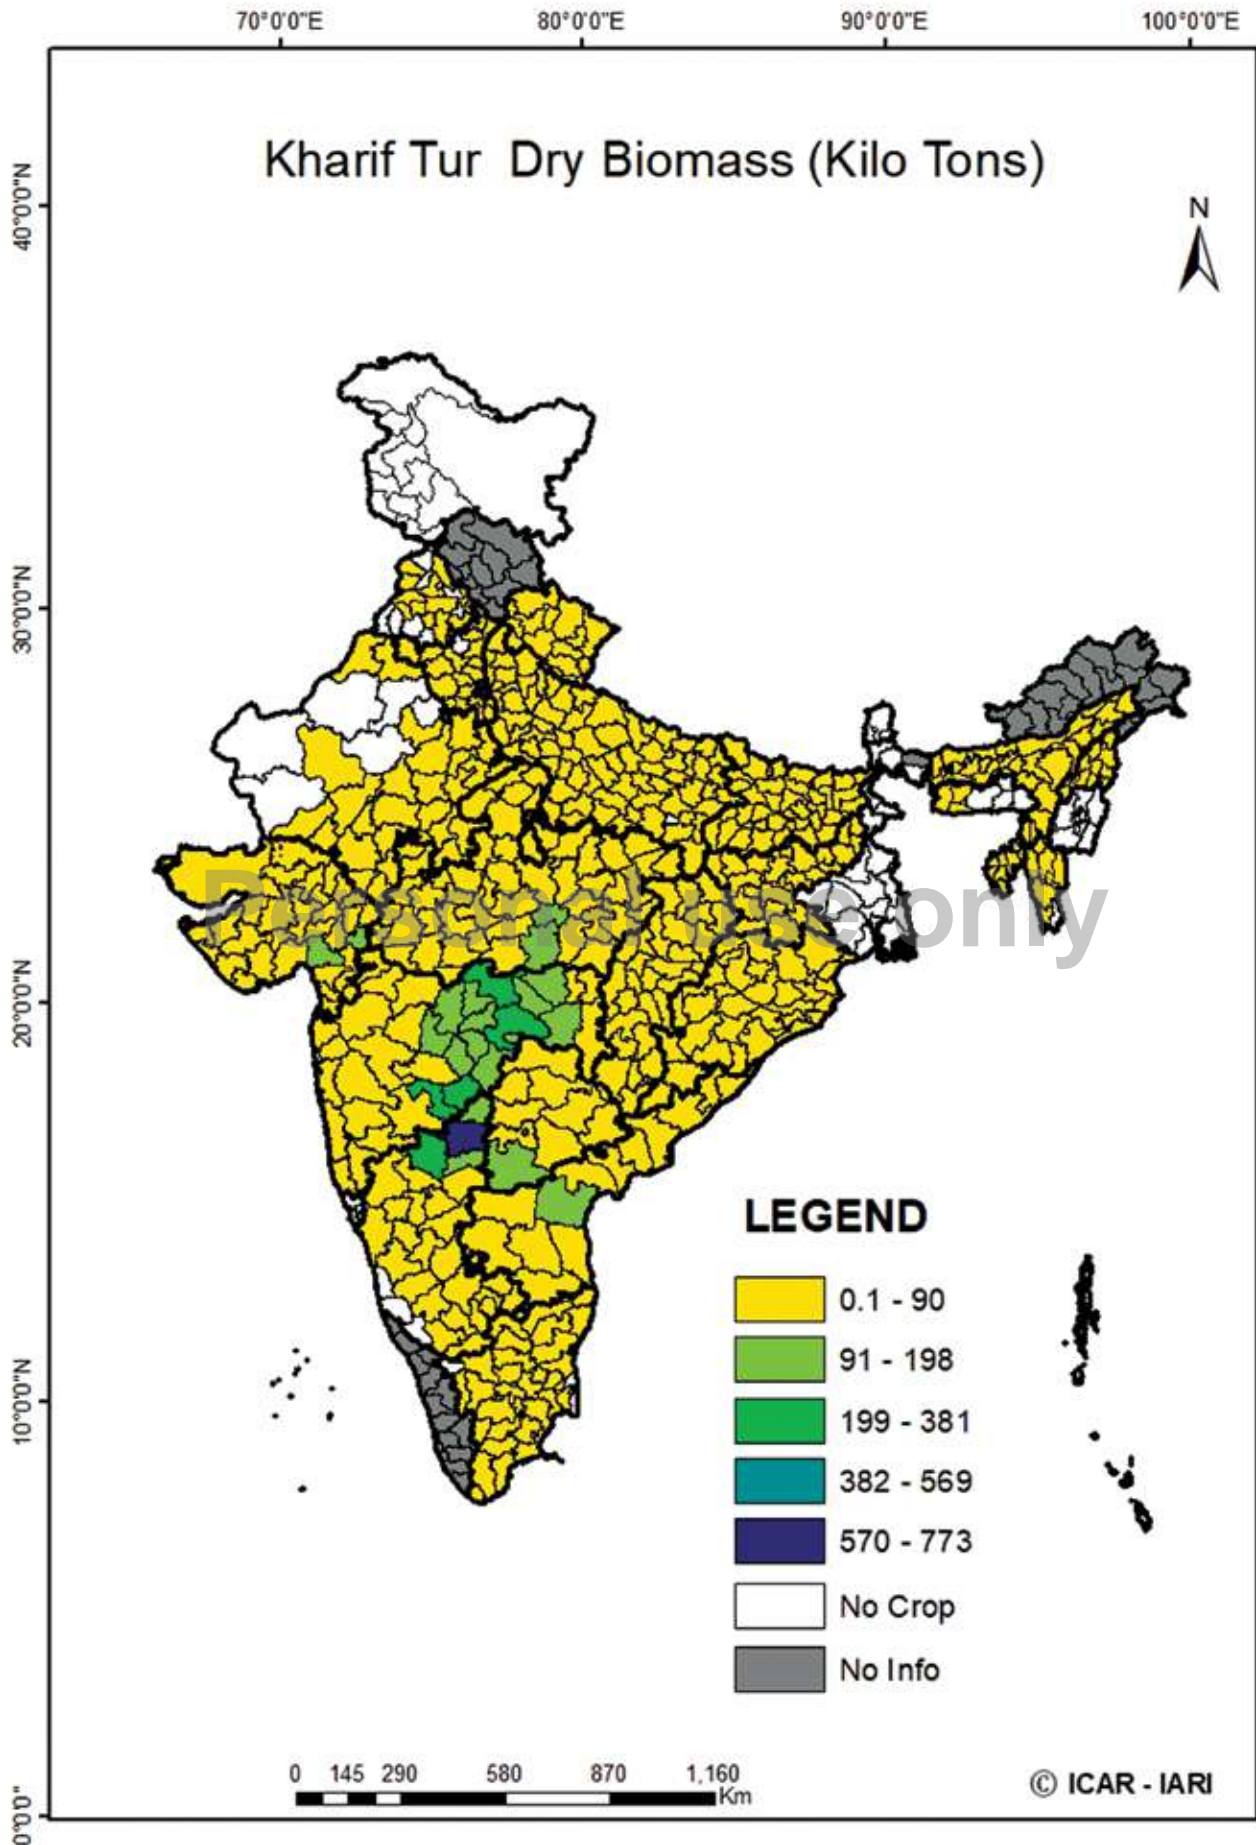 70°0'0"E 80°0'0"E 90°0'0"E 100°0'0"E
Kharif Tur Dry Biomass (Kilo Tons)
N
40°0'0"N
30°0'0"N
20°0'0"N
10°0'0"N
0°0'0"
Personal use only
LEGEND
0.1 - 90
91 - 198
199 - 381
382 - 569
570 - 773
No Crop
No Info
0 145 290 580 870 1,160
Km
© ICAR - IARI